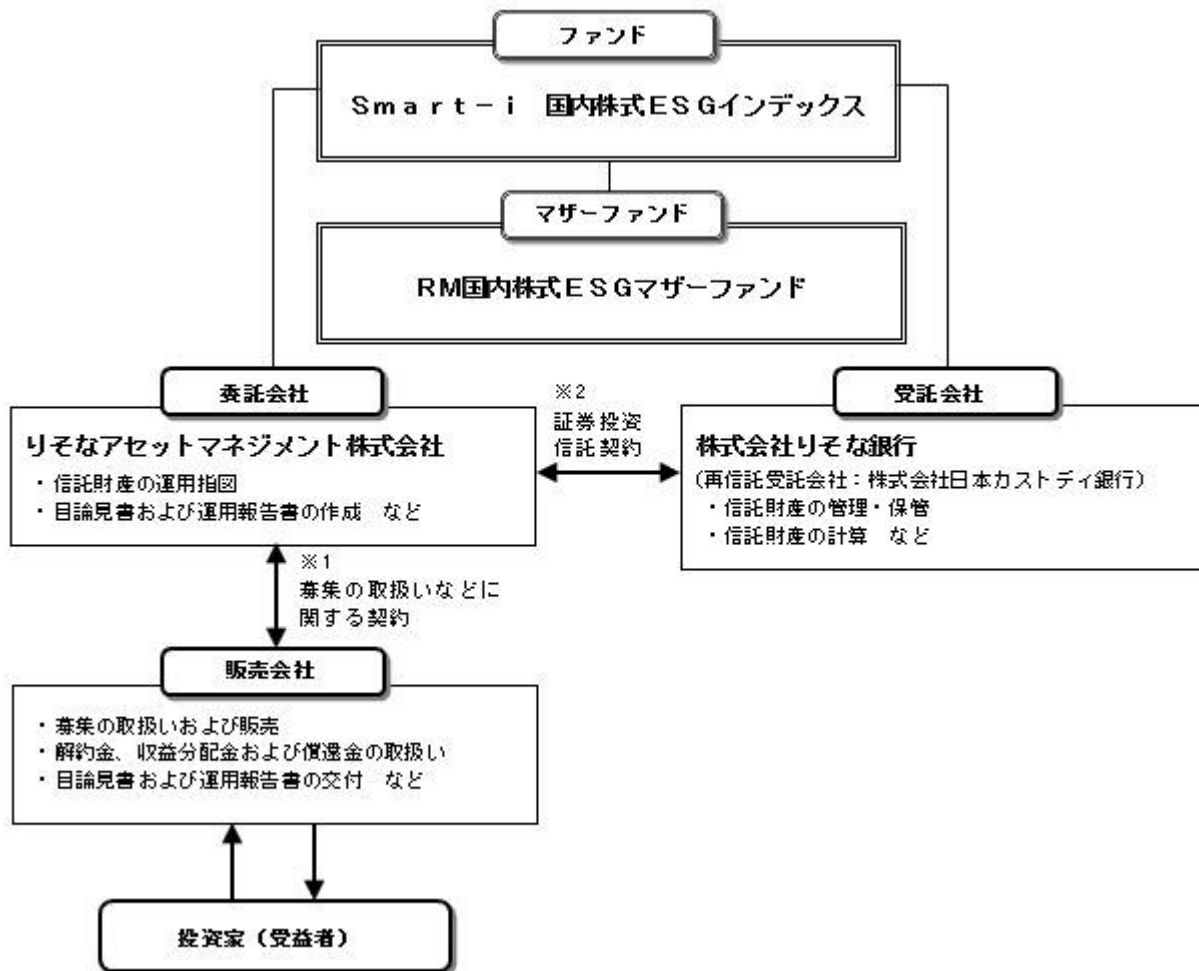 ファンド
Smart-i 国内株式ESGインデックス
マザーファンド
RM国内株式ESGマザーファンド
委託会社
りそなアセットマネジメント株式会社
・信託財産の運用指図
・目論見書および運用報告書の作成 など
※2
証券投資
信託契約
受託会社
株式会社りそな銀行
(再信託受託会社:株式会社日本カストディ銀行)
・信託財産の管理・保管
・信託財産の計算 など
※1
募集の取扱いなどに
関する契約
販売会社
・募集の取扱いおよび販売
・解約金、収益分配金および償還金の取扱い
・目論見書および運用報告書の交付 など
投資家(受益者)